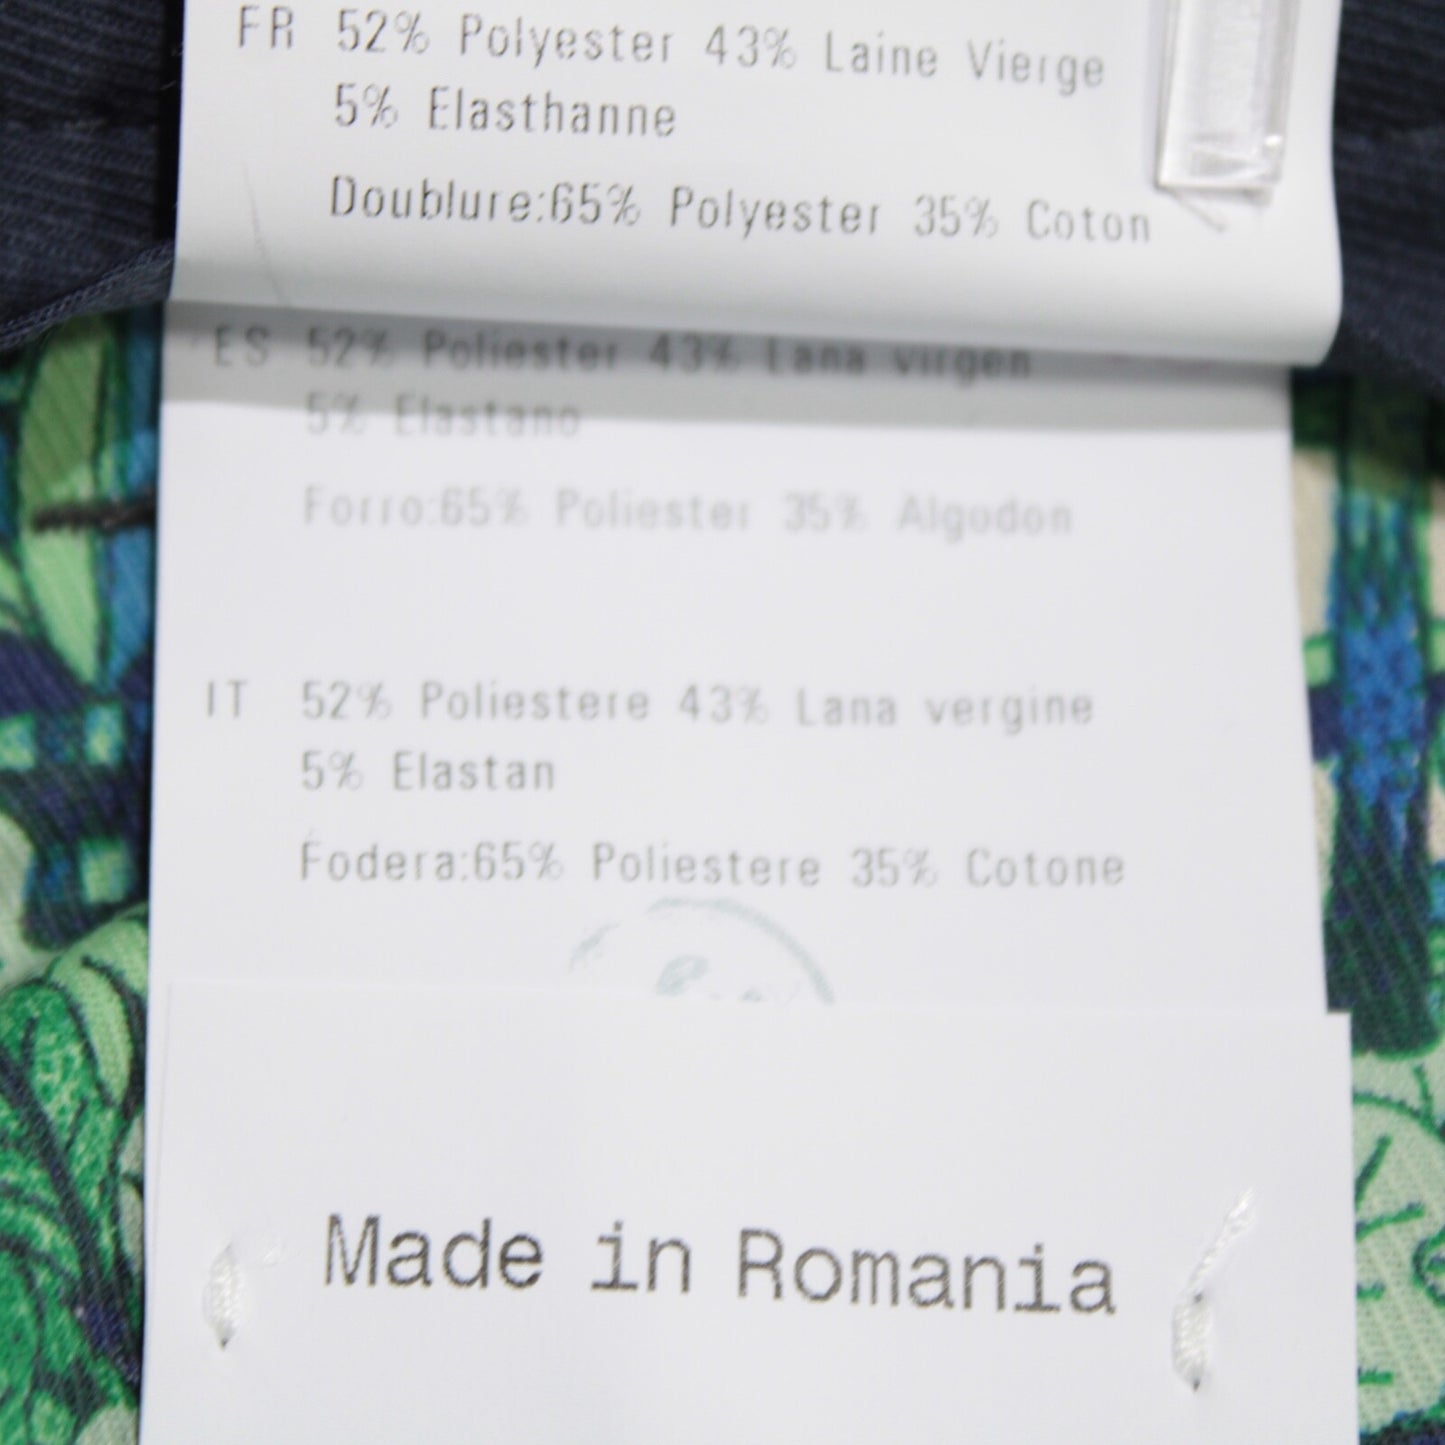 FR 52% Polyester 43% Laine Vierge
5% Elasthanne
Doublure:65% Polyester 35% Coton
ES 52% Poliester 43% Lana virgen
5% Elastano
Forro:65% Poliester 35% Algodon
IT 52% Poliestere 43% Lana vergine
5% Elastan
Fodera:65% Poliestere 35% Cotone
Made in Romania